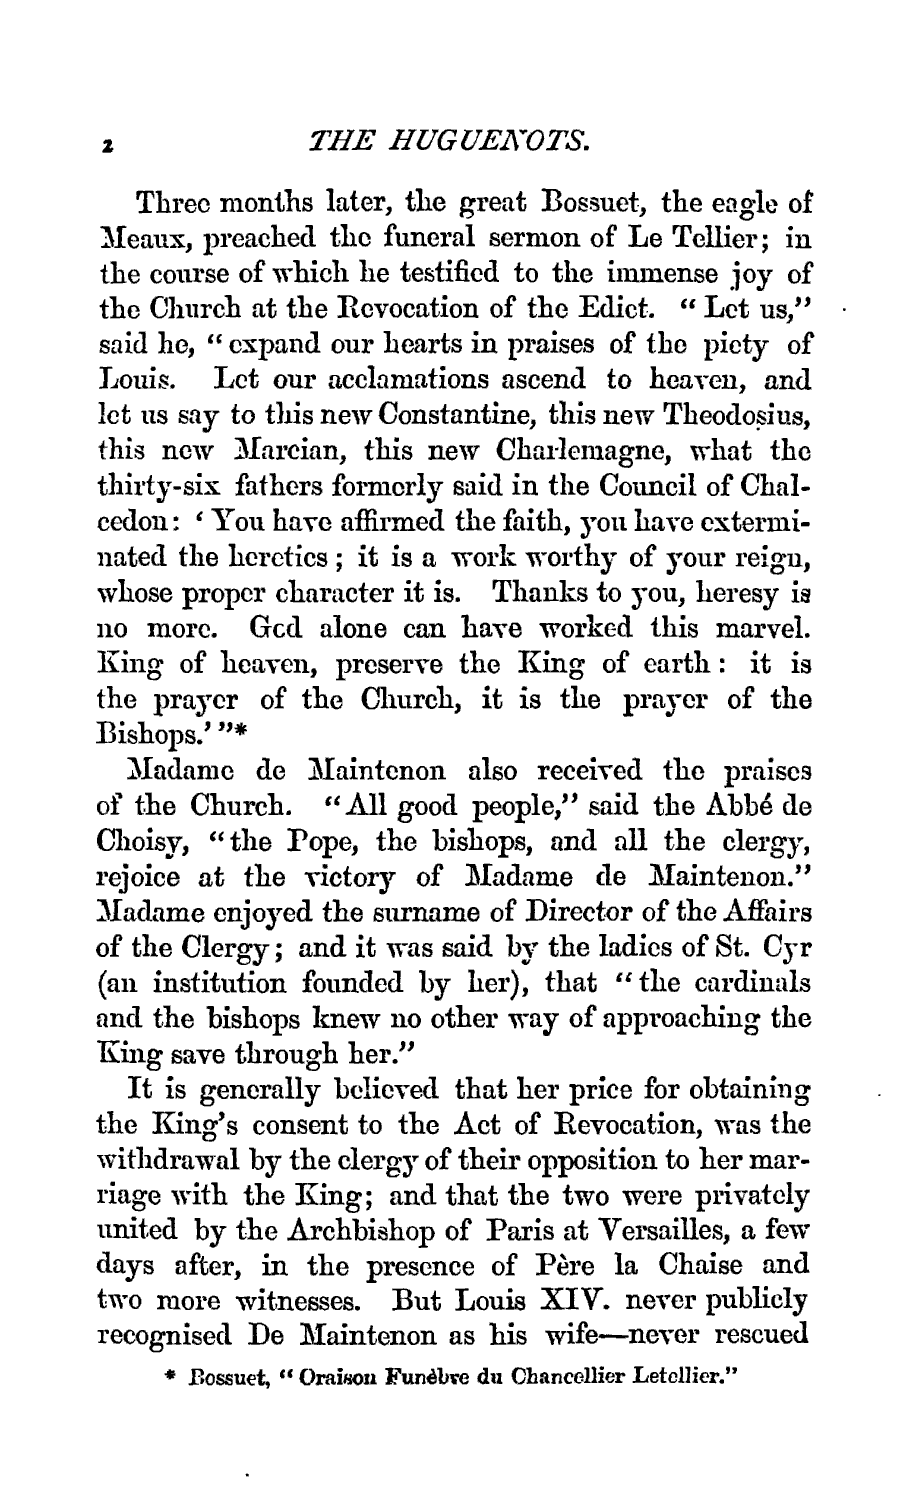 2 THE HUGUENOTS.
Three months later, the great Bossuet, the eagle of
Meaux, preached the funeral sermon of Le Tellier; in
the course of which he testified to the immense joy of
the Church at the Revocation of the Edict. "Let us,"
said he, "expand our hearts in praises of the piety of
Louis. Let our acclamations ascend to heaven, and
let us say to this new Constantine, this new Theodosius,
this new Marcian, this new Charlemagne, what the
thirty-six fathers formerly said in the Council of Chal-
cedon: 'You have affirmed the faith, you have extermi-
nated the heretics; it is a work worthy of your reign,
whose proper character it is. Thanks to you, heresy is
no more. God alone can have worked this marvel.
King of heaven, preserve the King of earth: it is
the prayer of the Church, it is the prayer of the
Bishops.'"*
Madame de Maintenon also received the praises
of the Church. "All good people," said the Abbé de
Choisy, "the Pope, the bishops, and all the clergy,
rejoice at the victory of Madame de Maintenon."
Madame enjoyed the surname of Director of the Affairs
of the Clergy; and it was said by the ladies of St. Cyr
(an institution founded by her), that "the cardinals
and the bishops knew no other way of approaching the
King save through her."
It is generally believed that her price for obtaining
the King's consent to the Act of Revocation, was the
withdrawal by the clergy of their opposition to her mar-
riage with the King; and that the two were privately
united by the Archbishop of Paris at Versailles, a few
days after, in the presence of Père la Chaise and
two more witnesses. But Louis XIV. never publicly
recognised De Maintenon as his wife—never rescued
* Bossuet, "Oraison Funèbre du Chancellier Letellier."